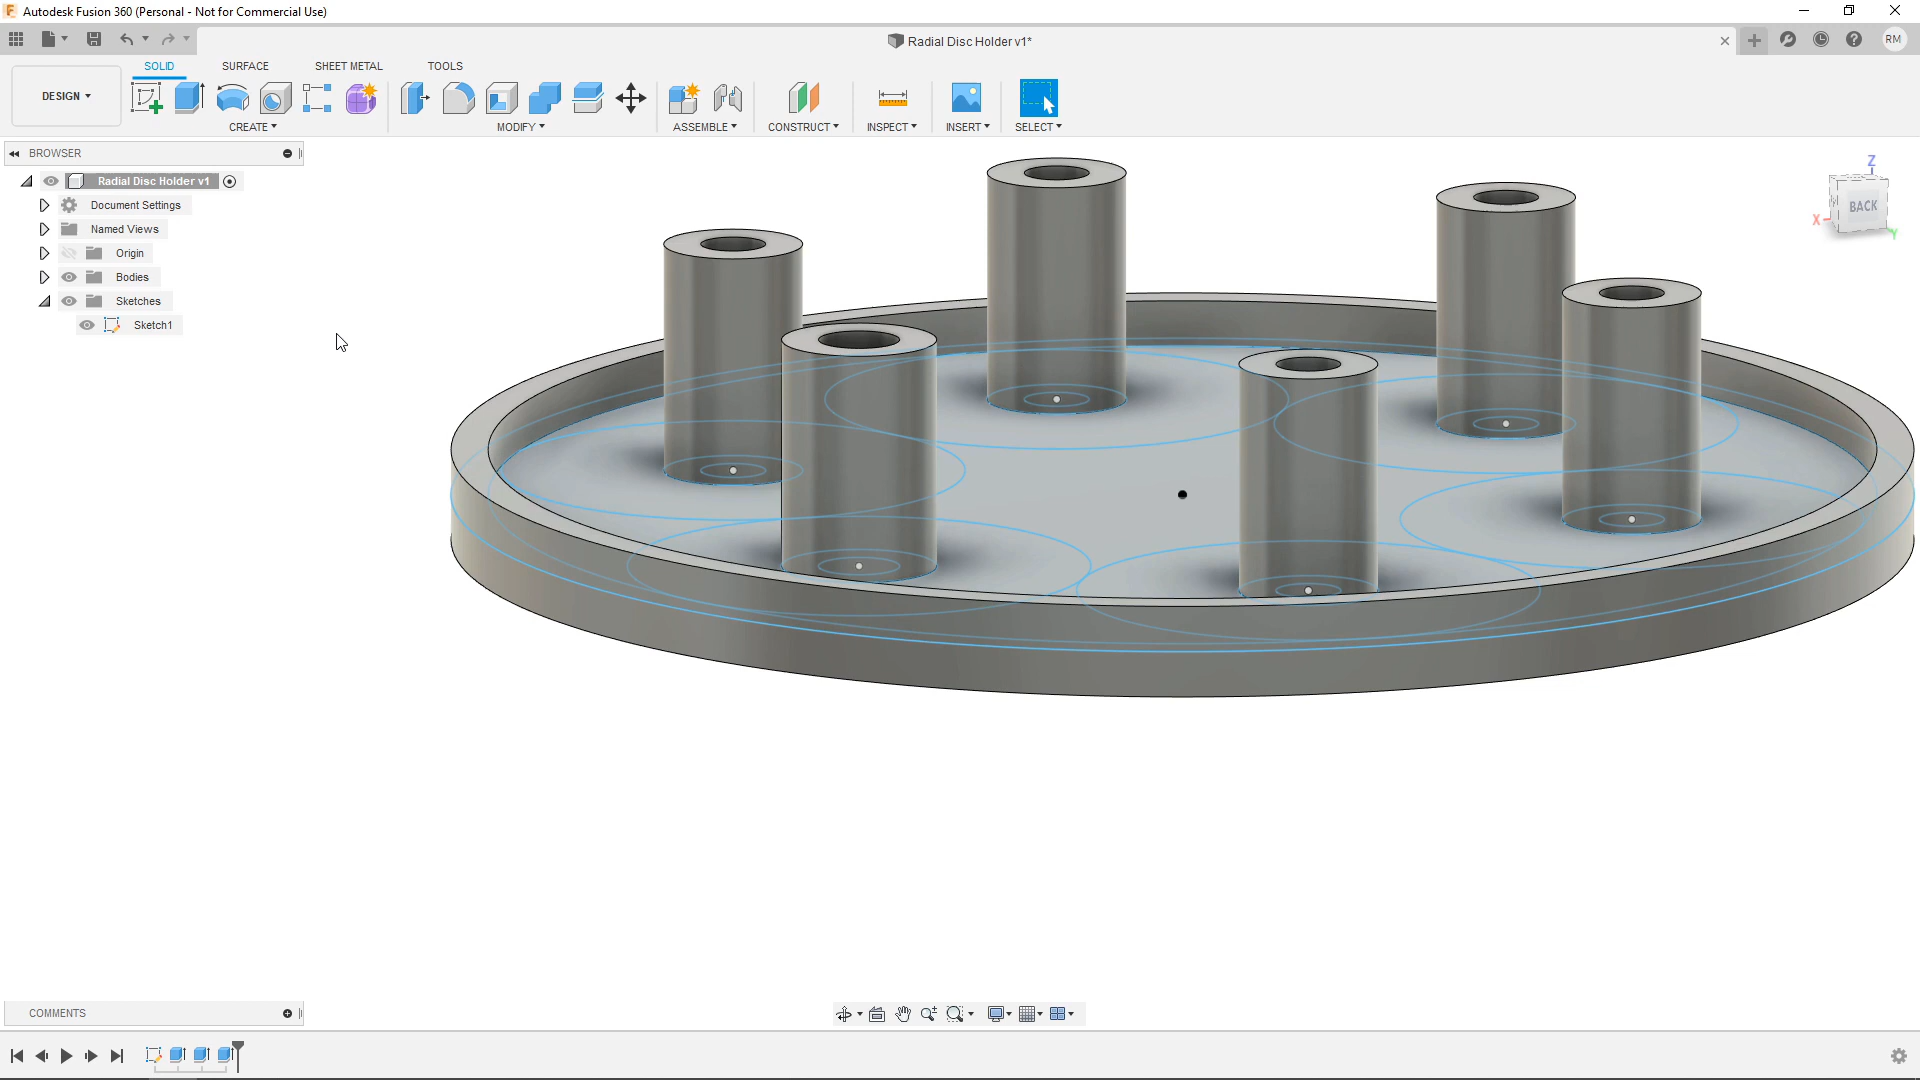 Autodesk Fusion 360 (Personal - Not for Commercial Use)
Radial Disc Holder v1*
RM
SOLID SURFACE SHEET METAL TOOLS
DESIGN
CREATE MODIFY ASSEMBLE CONSTRUCT INSPECT INSERT SELECT
BROWSER
Radial Disc Holder v1
Document Settings
Named Views
Origin
Bodies
Sketches
Sketch1
Z
BACK
X
Y
COMMENTS